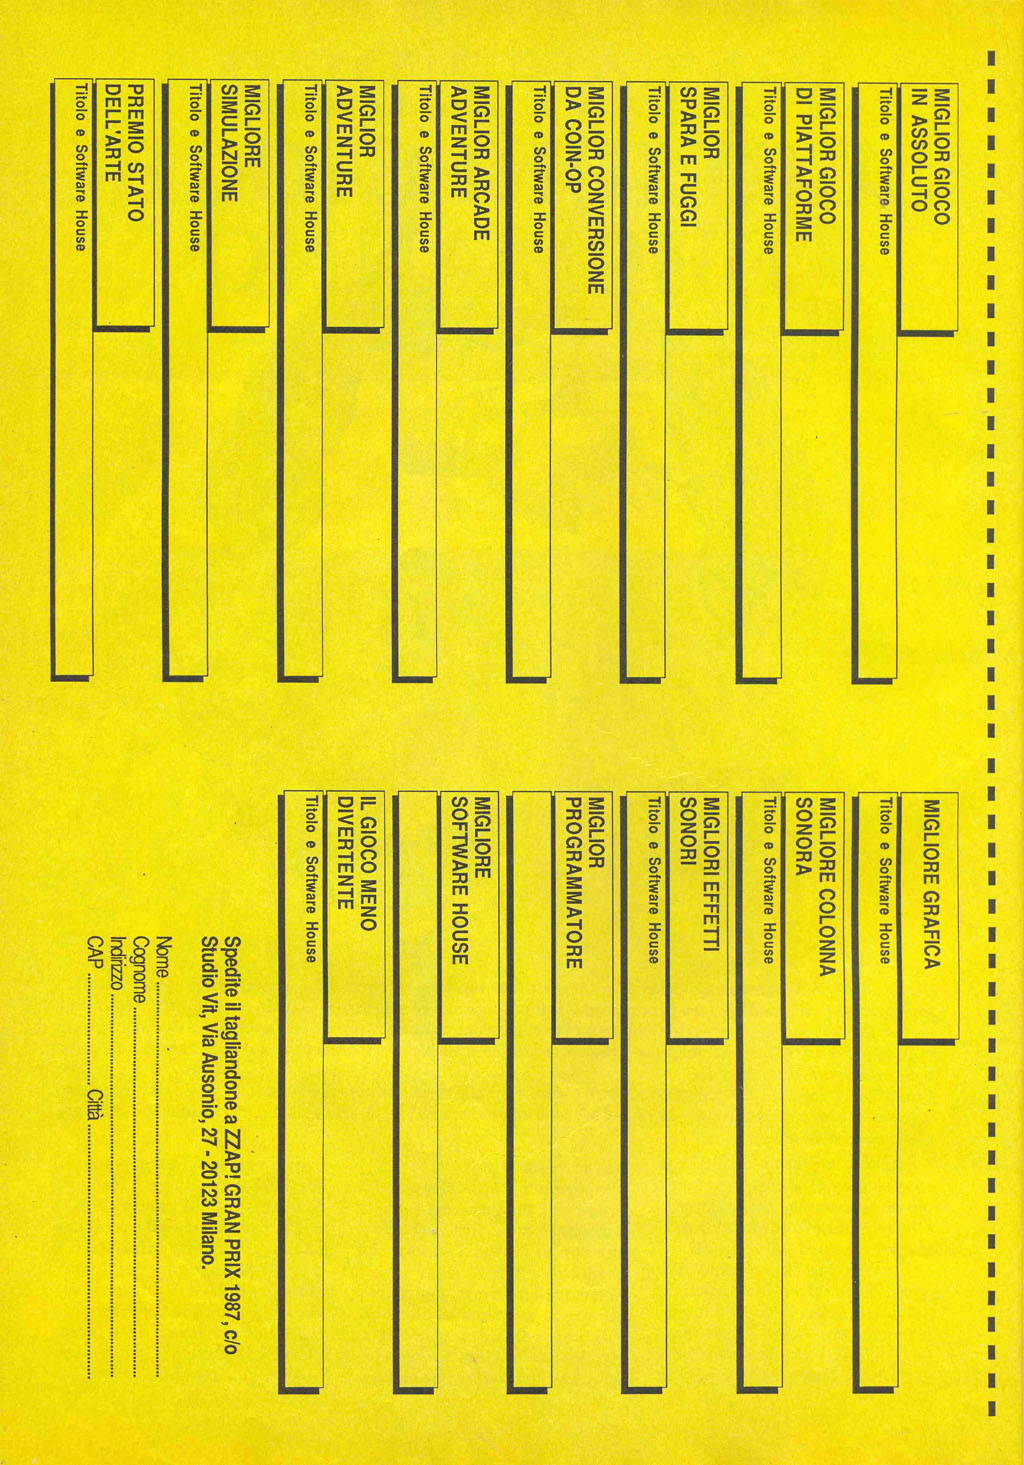 MIGLIOR GIOCO
IN ASSOLUTO
Titolo e Software House
MIGLIOR GIOCO
DI PIATTAFORME
Titolo e Software House
MIGLIOR
SPARA E FUGGI
Titolo e Software House
MIGLIOR CONVERSIONE
DA COIN-OP
Titolo e Software House
MIGLIOR ARCADE
ADVENTURE
Titolo e Software House
MIGLIOR
ADVENTURE
Titolo e Software House
MIGLIORE
SIMULAZIONE
Titolo e Software House
PREMIO STATO
DELL'ARTE
Titolo e Software House
MIGLIORE GRAFICA
Titolo e Software House
MIGLIORE COLONNA
SONORA
Titolo e Software House
MIGLIORI EFFETTI
SONORI
Titolo e Software House
MIGLIOR
PROGRAMMATORE
MIGLIORE
SOFTWARE HOUSE
IL GIOCO MENO
DIVERTENTE
Titolo e Software House
Spedite il tagliandone a ZZAP! GRAN PRIX 1987, c/o
Studio Vit, Via Ausonio, 27 - 20123 Milano.
Nome
Cognome
Indirizzo
CAP Città